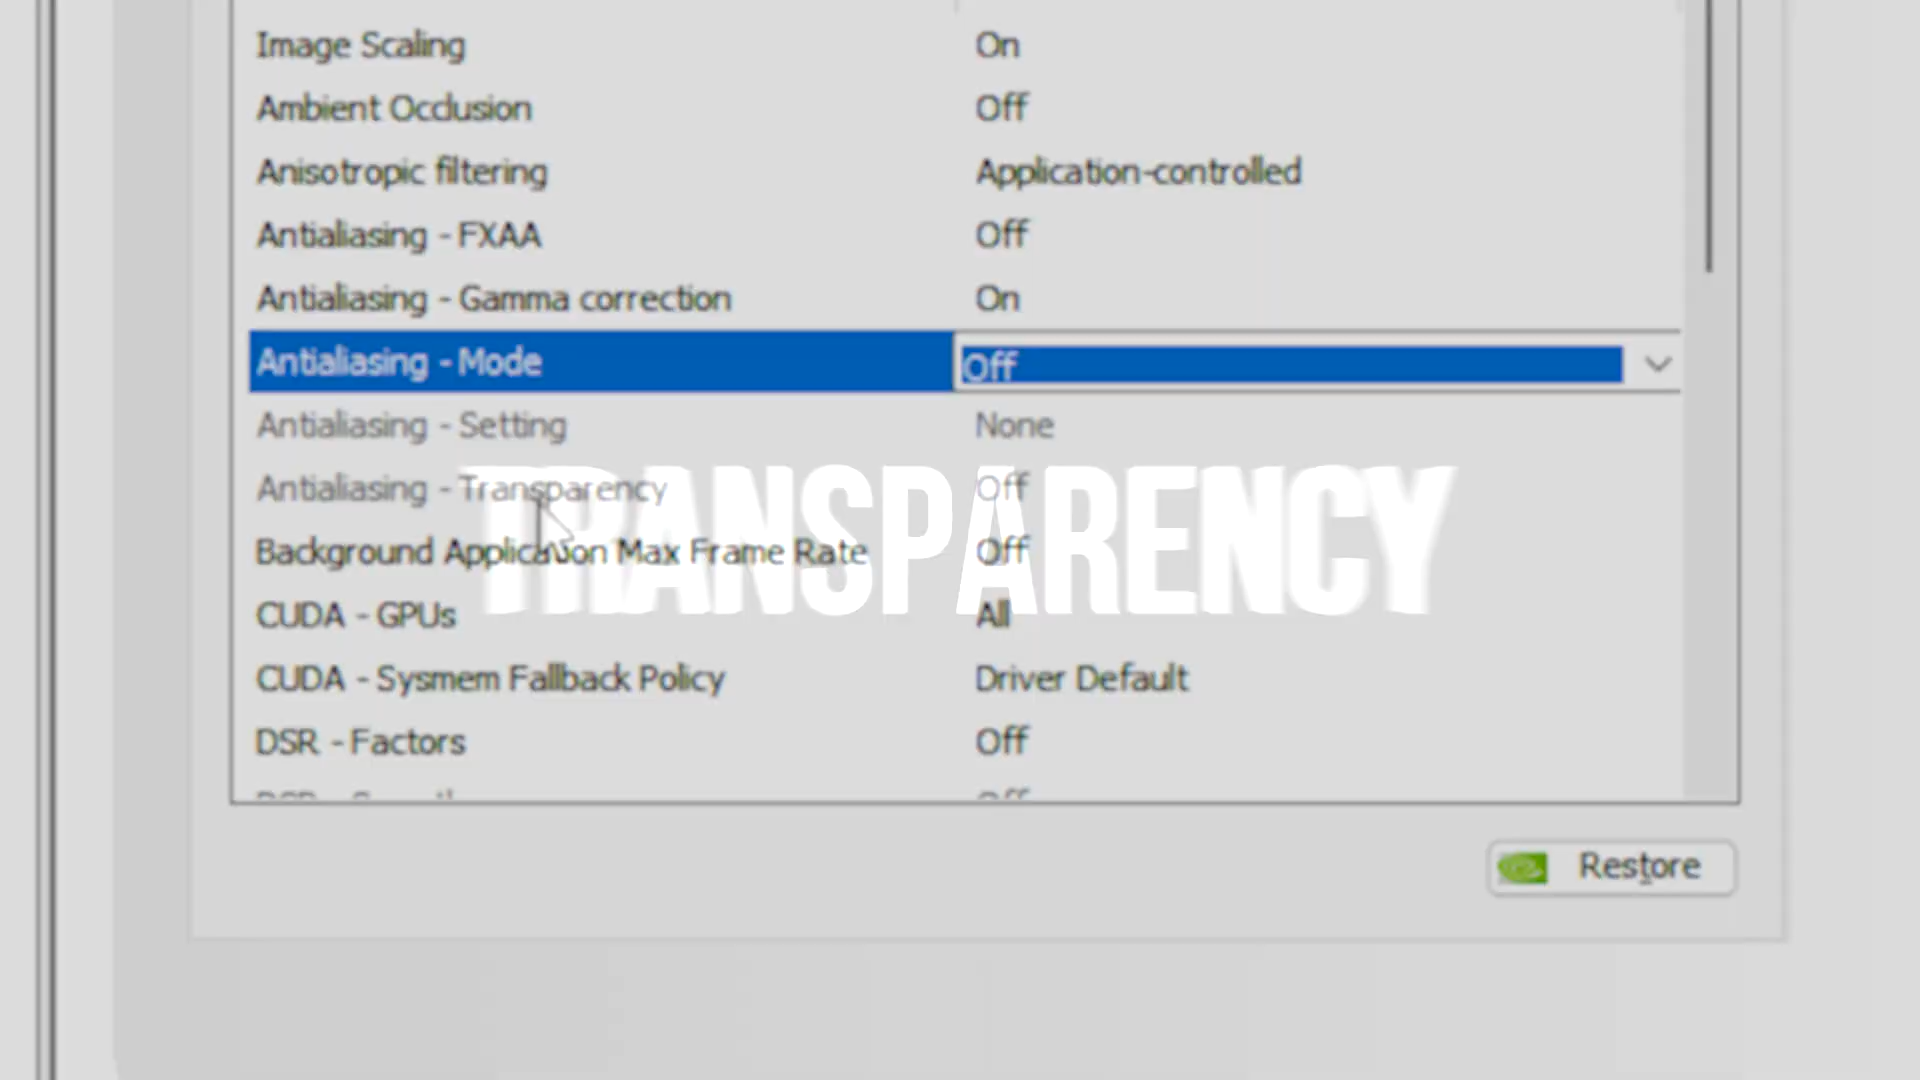 Image Scaling On
Ambient Occlusion Off
Anisotropic filtering Application-controlled
Antialiasing - FXAA Off
Antialiasing - Gamma correction On
Antialiasing - Mode Off
Antialiasing - Setting None
Antialiasing - Transparency Off
TRANSPARENCY
Background Application Max Frame Rate Off
CUDA - GPUs All
CUDA - Sysmem Fallback Policy Driver Default
DSR - Factors Off
Restore